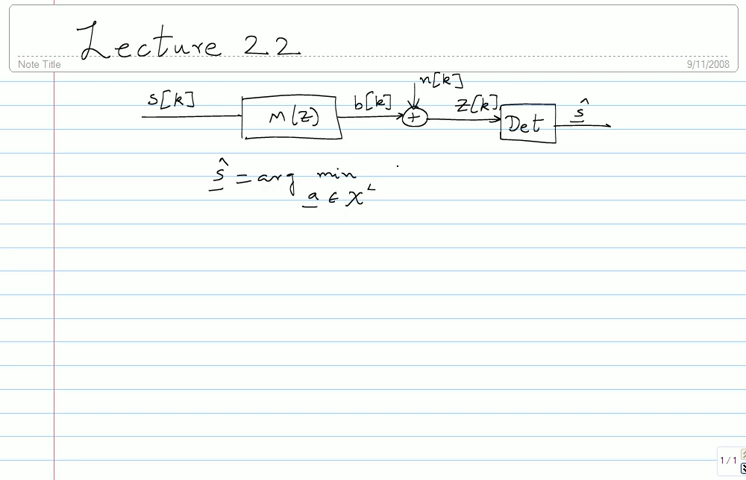 Lecture 22
Note Title
9/11/2008
n[k]
s[k] M(z) b[k] + z[k] Det ŝ
ŝ = arg min
a ∈ X^L
1/1